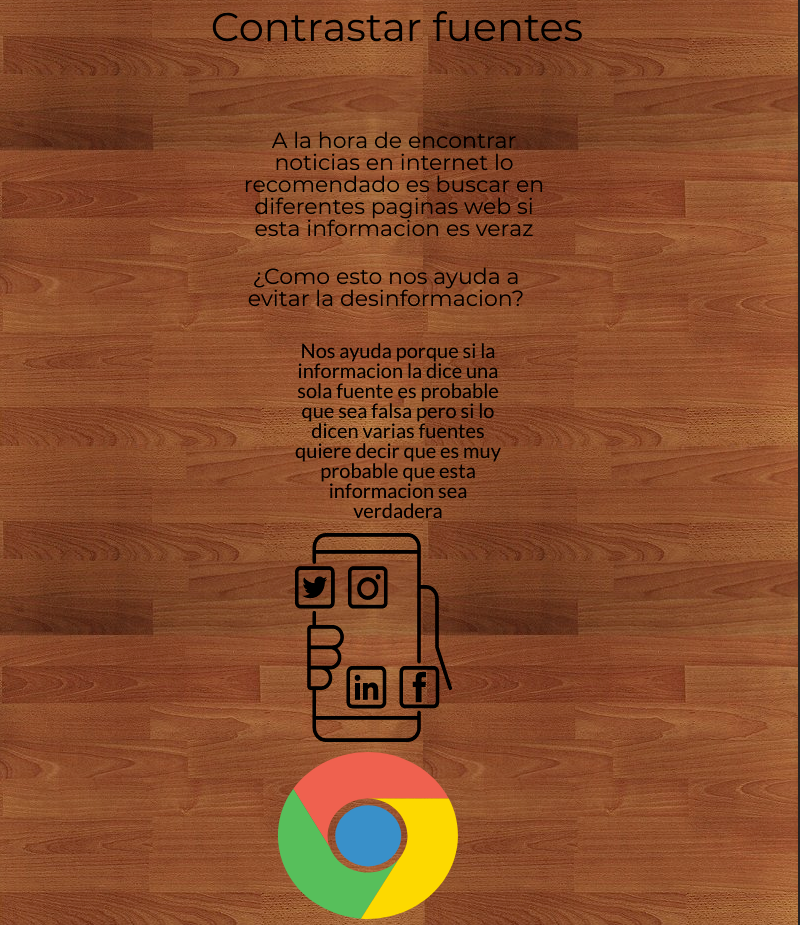 Contrastar fuentes
A la hora de encontrar
noticias en internet lo
recomendado es buscar en
diferentes paginas web si
esta informacion es veraz
¿Como esto nos ayuda a
evitar la desinformacion?
Nos ayuda porque si la
informacion la dice una
sola fuente es probable
que sea falsa pero si lo
dicen varias fuentes
quiere decir que es muy
probable que esta
informacion sea
verdadera
in f